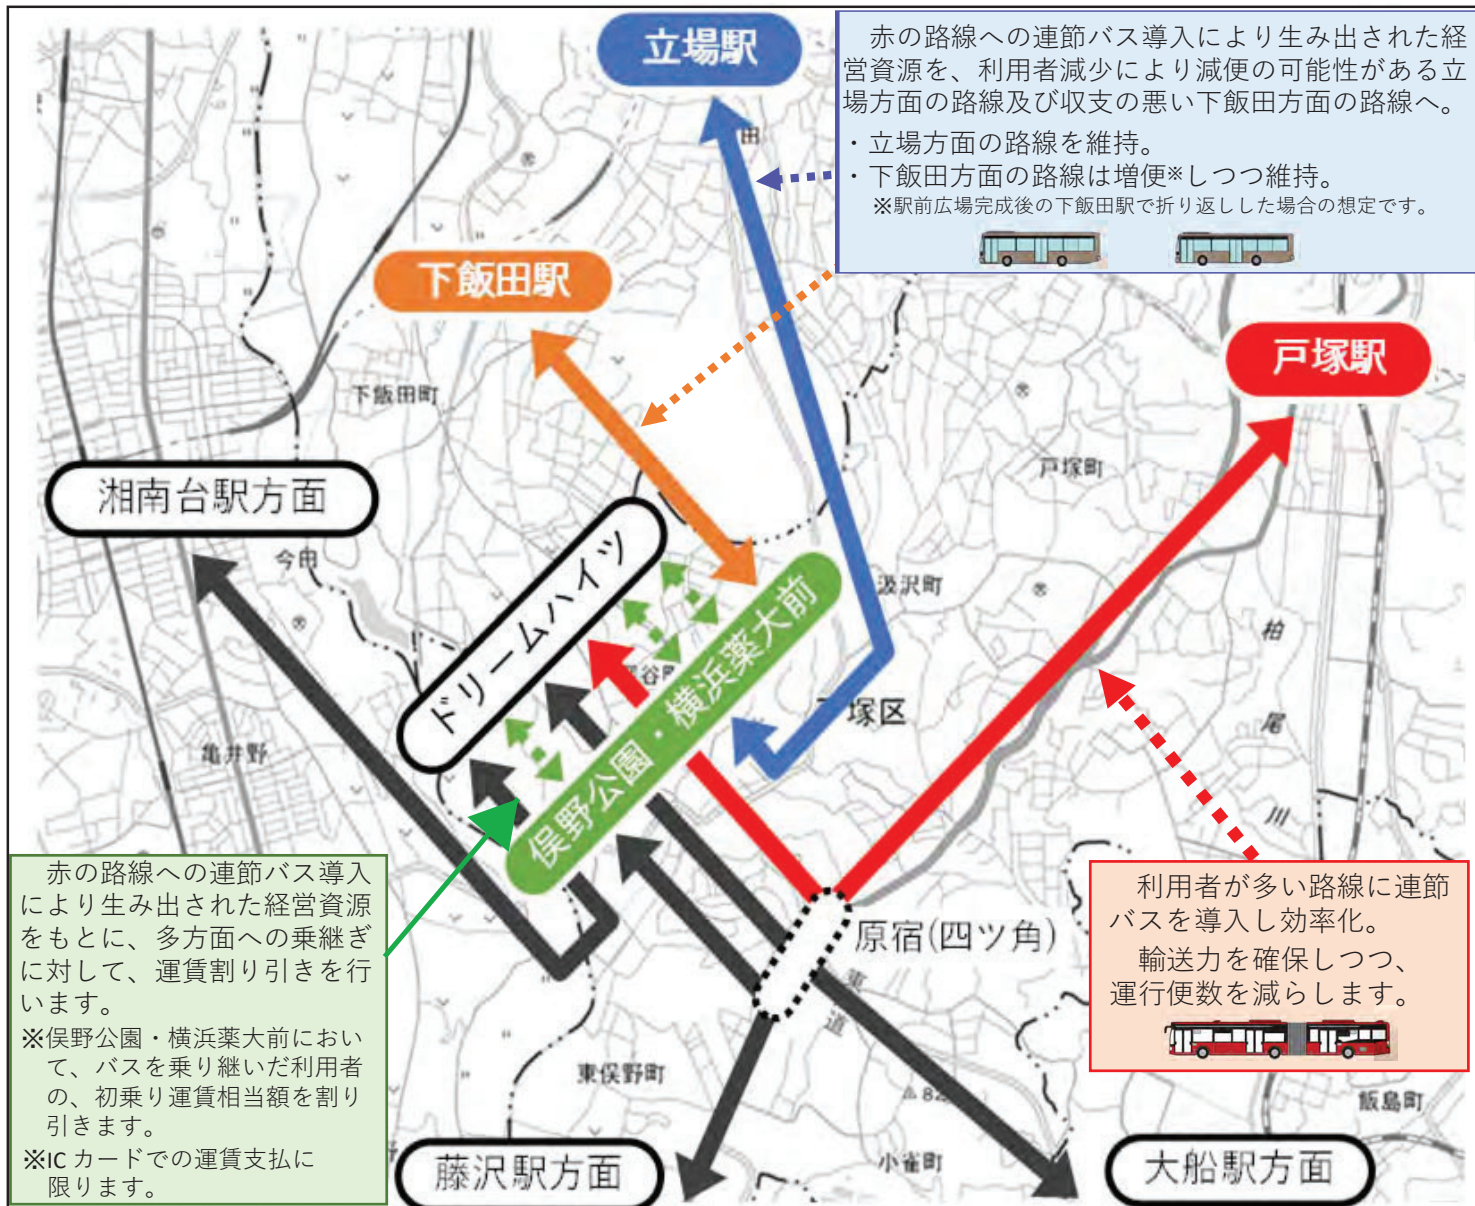 立場駅
赤の路線への連節バス導入により生み出された経
営資源を、利用者減少により減便の可能性がある立
場方面の路線及び収支の悪い下飯田方面の路線へ。
・立場方面の路線を維持。
・下飯田方面の路線は増便※しつつ維持。
※駅前広場完成後の下飯田駅で折り返しした場合の想定です。
田
下飯田駅
戸塚駅
下飯田町
戸塚町
湘南台駅方面
今田
ドリームハイツ
汲沢町
俣野公園・横浜薬大前
谷
塚区
柏
尾
川
亀井野
赤の路線への連節バス導入
により生み出された経営資源
をもとに、多方面への乗継ぎ
に対して、運賃割り引きを行
います。
※俣野公園・横浜薬大前におい
て、バスを乗り継いだ利用者
の、初乗り運賃相当額を割り
引きます。
※ICカードでの運賃支払に
限ります。
利用者が多い路線に連節
バスを導入し効率化。
輸送力を確保しつつ、
運行便数を減らします。
原宿(四ツ角)
東
道
東俣野町
82
飯島町
小雀町
藤沢駅方面
大船駅方面